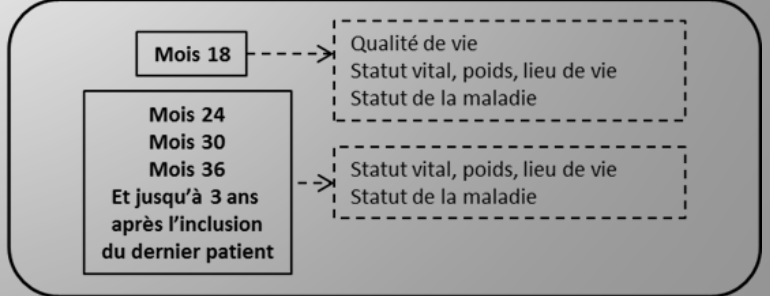 Mois 18
Qualité de vie
Statut vital, poids, lieu de vie
Statut de la maladie
Mois 24
Mois 30
Mois 36
Et jusqu'à 3 ans
après l'inclusion
du dernier patient
Statut vital, poids, lieu de vie
Statut de la maladie